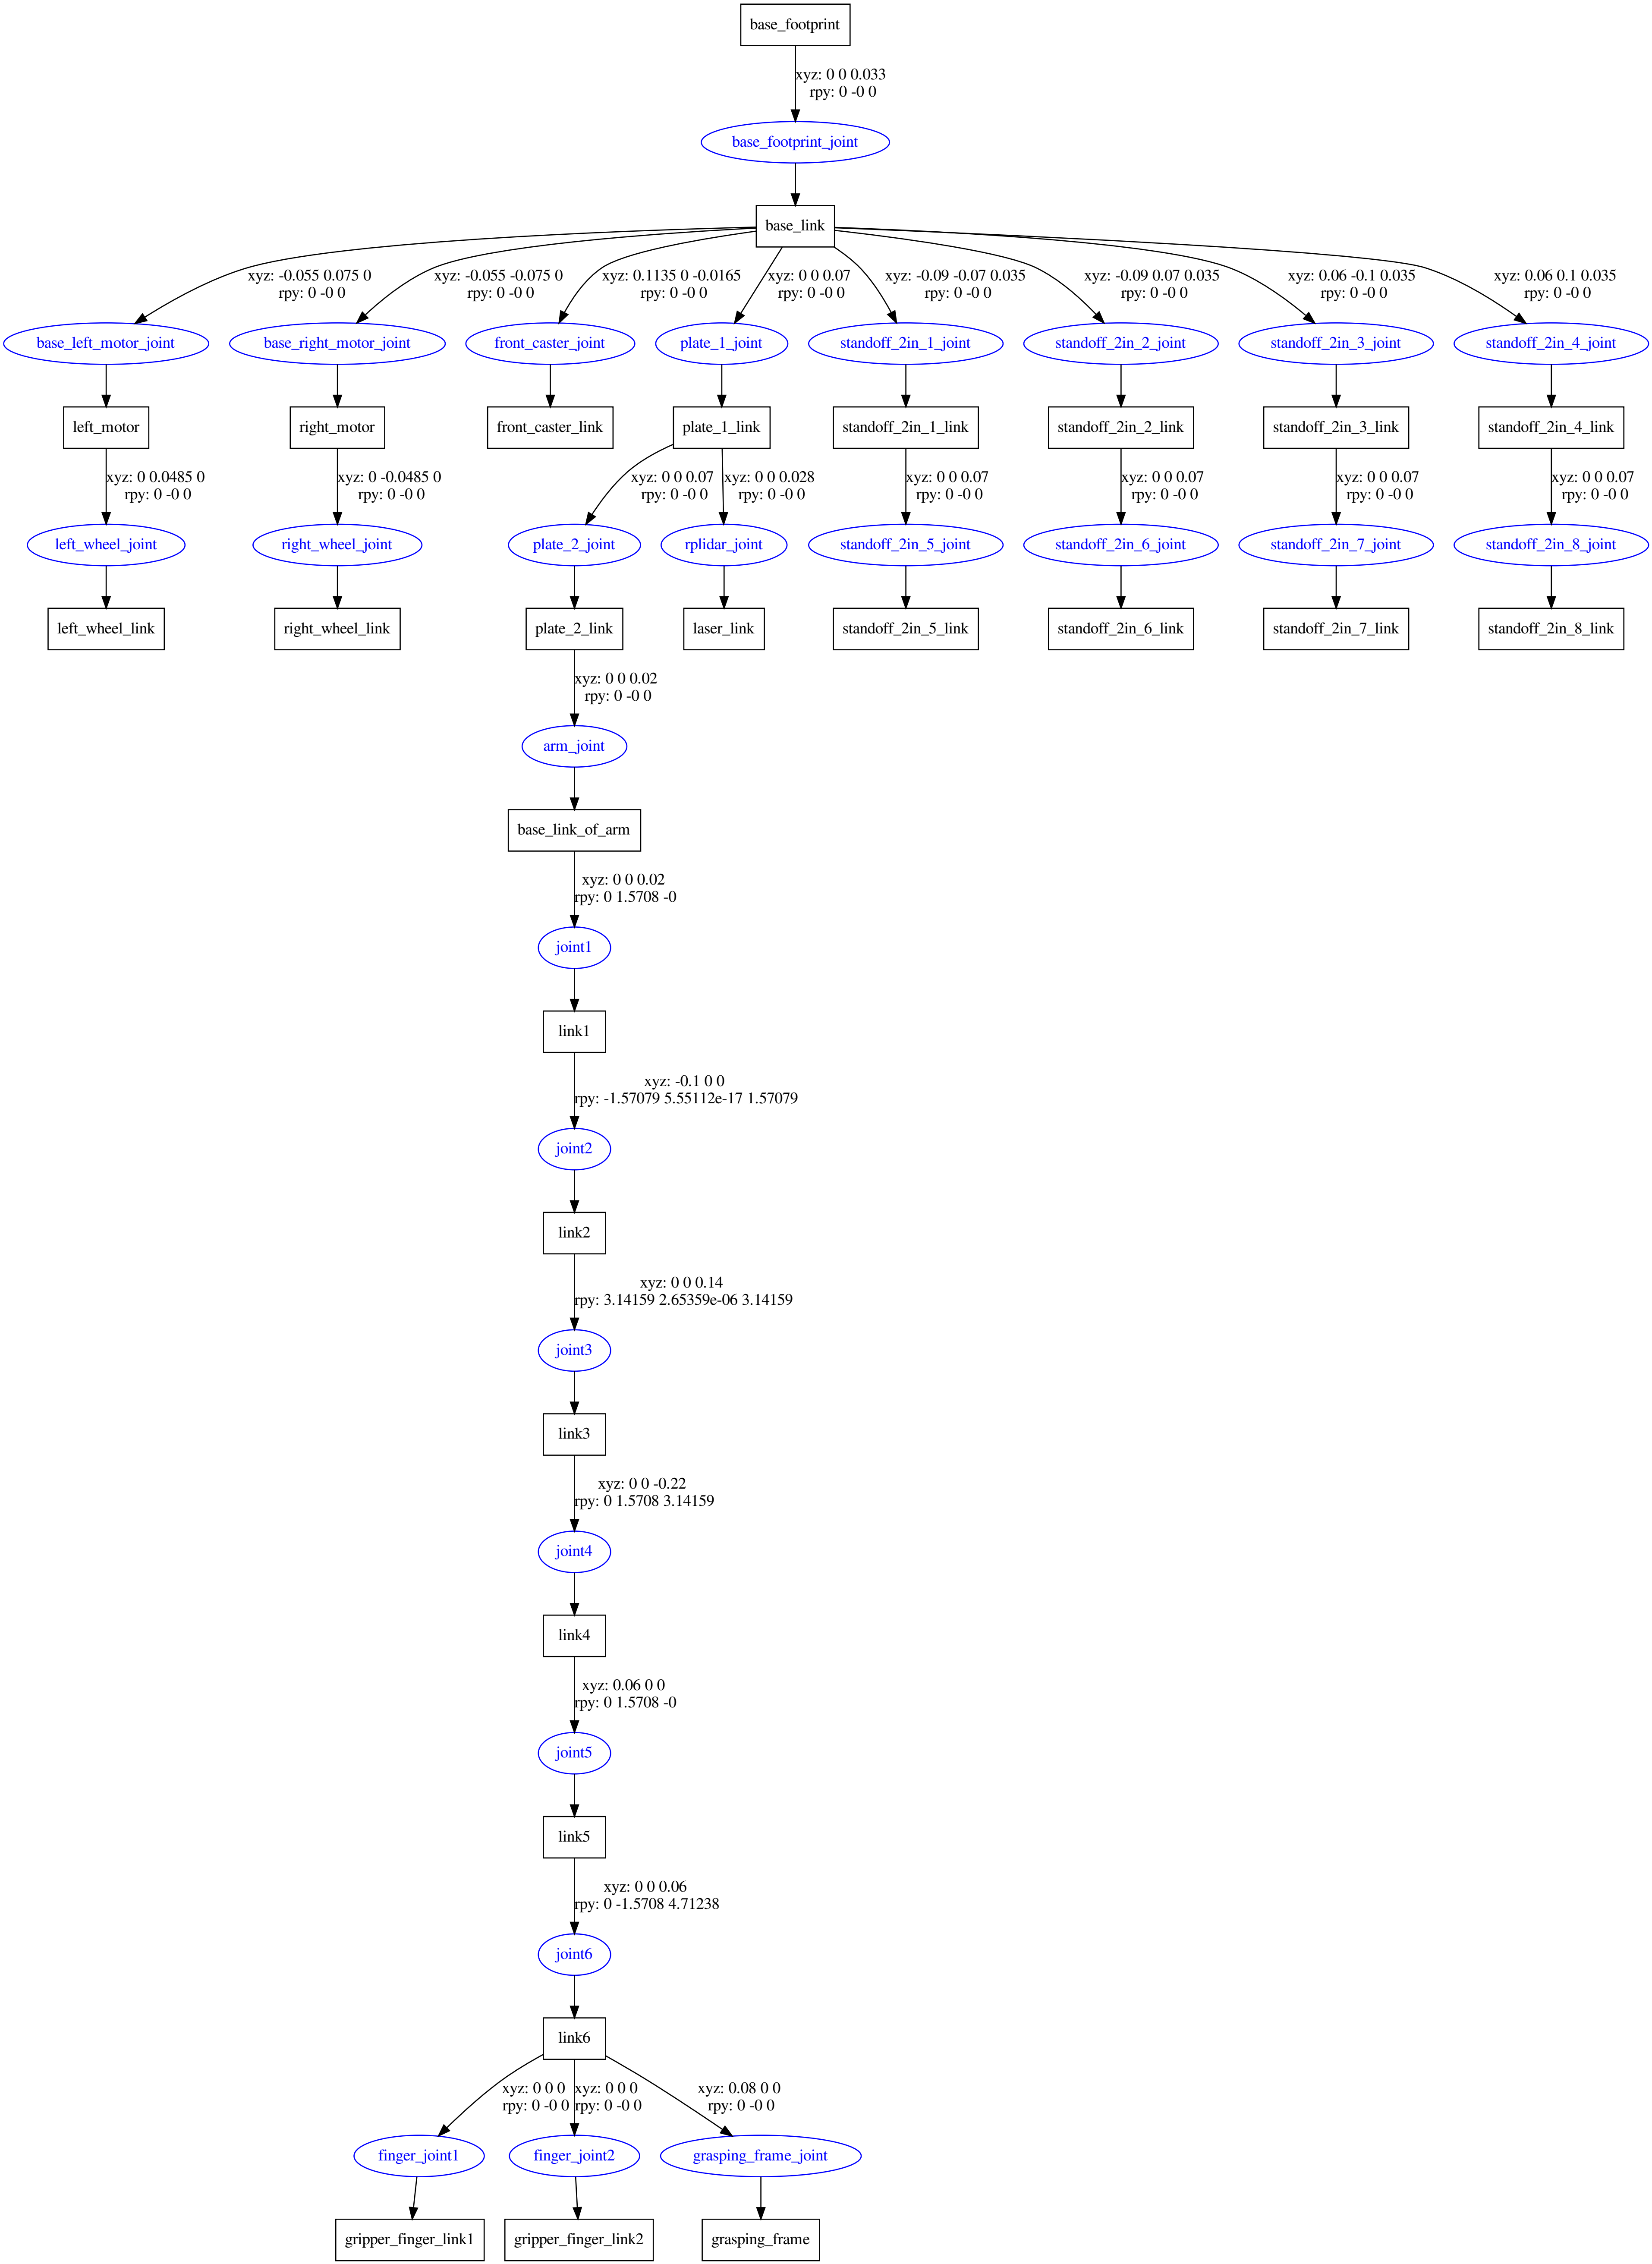 base_footprint
xyz: 0 0 0.033
rpy: 0 -0 0
base_footprint_joint
base_link
xyz: -0.055 0.075 0
rpy: 0 -0 0
xyz: -0.055 -0.075 0
rpy: 0 -0 0
xyz: 0.1135 0 -0.0165
rpy: 0 -0 0
xyz: 0 0 0.07
rpy: 0 -0 0
xyz: -0.09 -0.07 0.035
rpy: 0 -0 0
xyz: -0.09 0.07 0.035
rpy: 0 -0 0
xyz: 0.06 -0.1 0.035
rpy: 0 -0 0
xyz: 0.06 0.1 0.035
rpy: 0 -0 0
base_left_motor_joint
base_right_motor_joint
front_caster_joint
plate_1_joint
standoff_2in_1_joint
standoff_2in_2_joint
standoff_2in_3_joint
standoff_2in_4_joint
left_motor
right_motor
front_caster_link
plate_1_link
standoff_2in_1_link
standoff_2in_2_link
standoff_2in_3_link
standoff_2in_4_link
xyz: 0 0.0485 0
rpy: 0 -0 0
xyz: 0 -0.0485 0
rpy: 0 -0 0
xyz: 0 0 0.07
rpy: 0 -0 0
xyz: 0 0 0.028
rpy: 0 -0 0
xyz: 0 0 0.07
rpy: 0 -0 0
xyz: 0 0 0.07
rpy: 0 -0 0
xyz: 0 0 0.07
rpy: 0 -0 0
xyz: 0 0 0.07
rpy: 0 -0 0
left_wheel_joint
right_wheel_joint
plate_2_joint
rplidar_joint
standoff_2in_5_joint
standoff_2in_6_joint
standoff_2in_7_joint
standoff_2in_8_joint
left_wheel_link
right_wheel_link
plate_2_link
laser_link
standoff_2in_5_link
standoff_2in_6_link
standoff_2in_7_link
standoff_2in_8_link
xyz: 0 0 0.02
rpy: 0 -0 0
arm_joint
base_link_of_arm
xyz: 0 0 0.02
rpy: 0 1.5708 -0
joint1
link1
xyz: -0.1 0 0
rpy: -1.57079 5.55112e-17 1.57079
joint2
link2
xyz: 0 0 0.14
rpy: 3.14159 2.65359e-06 3.14159
joint3
link3
xyz: 0 0 -0.22
rpy: 0 1.5708 3.14159
joint4
link4
xyz: 0.06 0 0
rpy: 0 1.5708 -0
joint5
link5
xyz: 0 0 0.06
rpy: 0 -1.5708 4.71238
joint6
link6
xyz: 0 0 0
rpy: 0 -0 0
xyz: 0 0 0
rpy: 0 -0 0
xyz: 0.08 0 0
rpy: 0 -0 0
finger_joint1
finger_joint2
grasping_frame_joint
gripper_finger_link1
gripper_finger_link2
grasping_frame